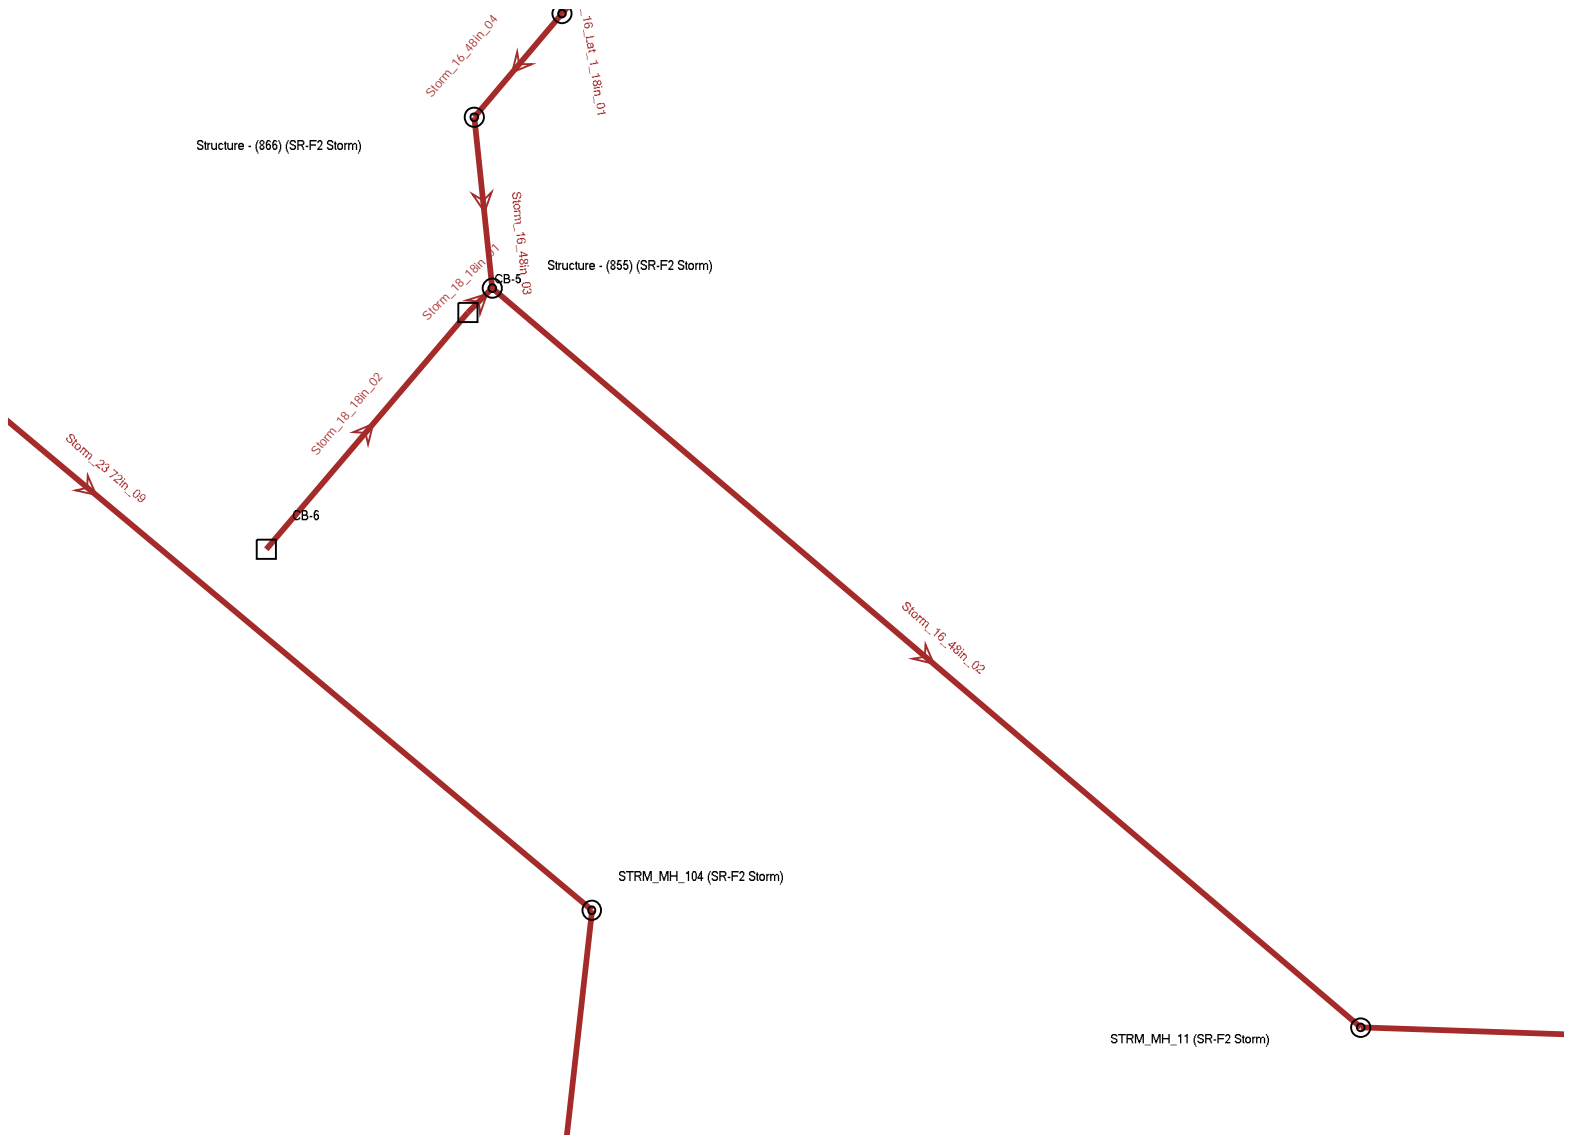 Storm_16_48in_04
_16_Lat_1_18in_01
Structure - (866) (SR-F2 Storm)
Storm_16_48in_03
Structure - (855) (SR-F2 Storm)
Storm_18_18in_01
CB-5
Storm_18_18in_02
Storm_23 72in_09
CB-6
Storm_16_48in_02
STRM_MH_104 (SR-F2 Storm)
STRM_MH_11 (SR-F2 Storm)